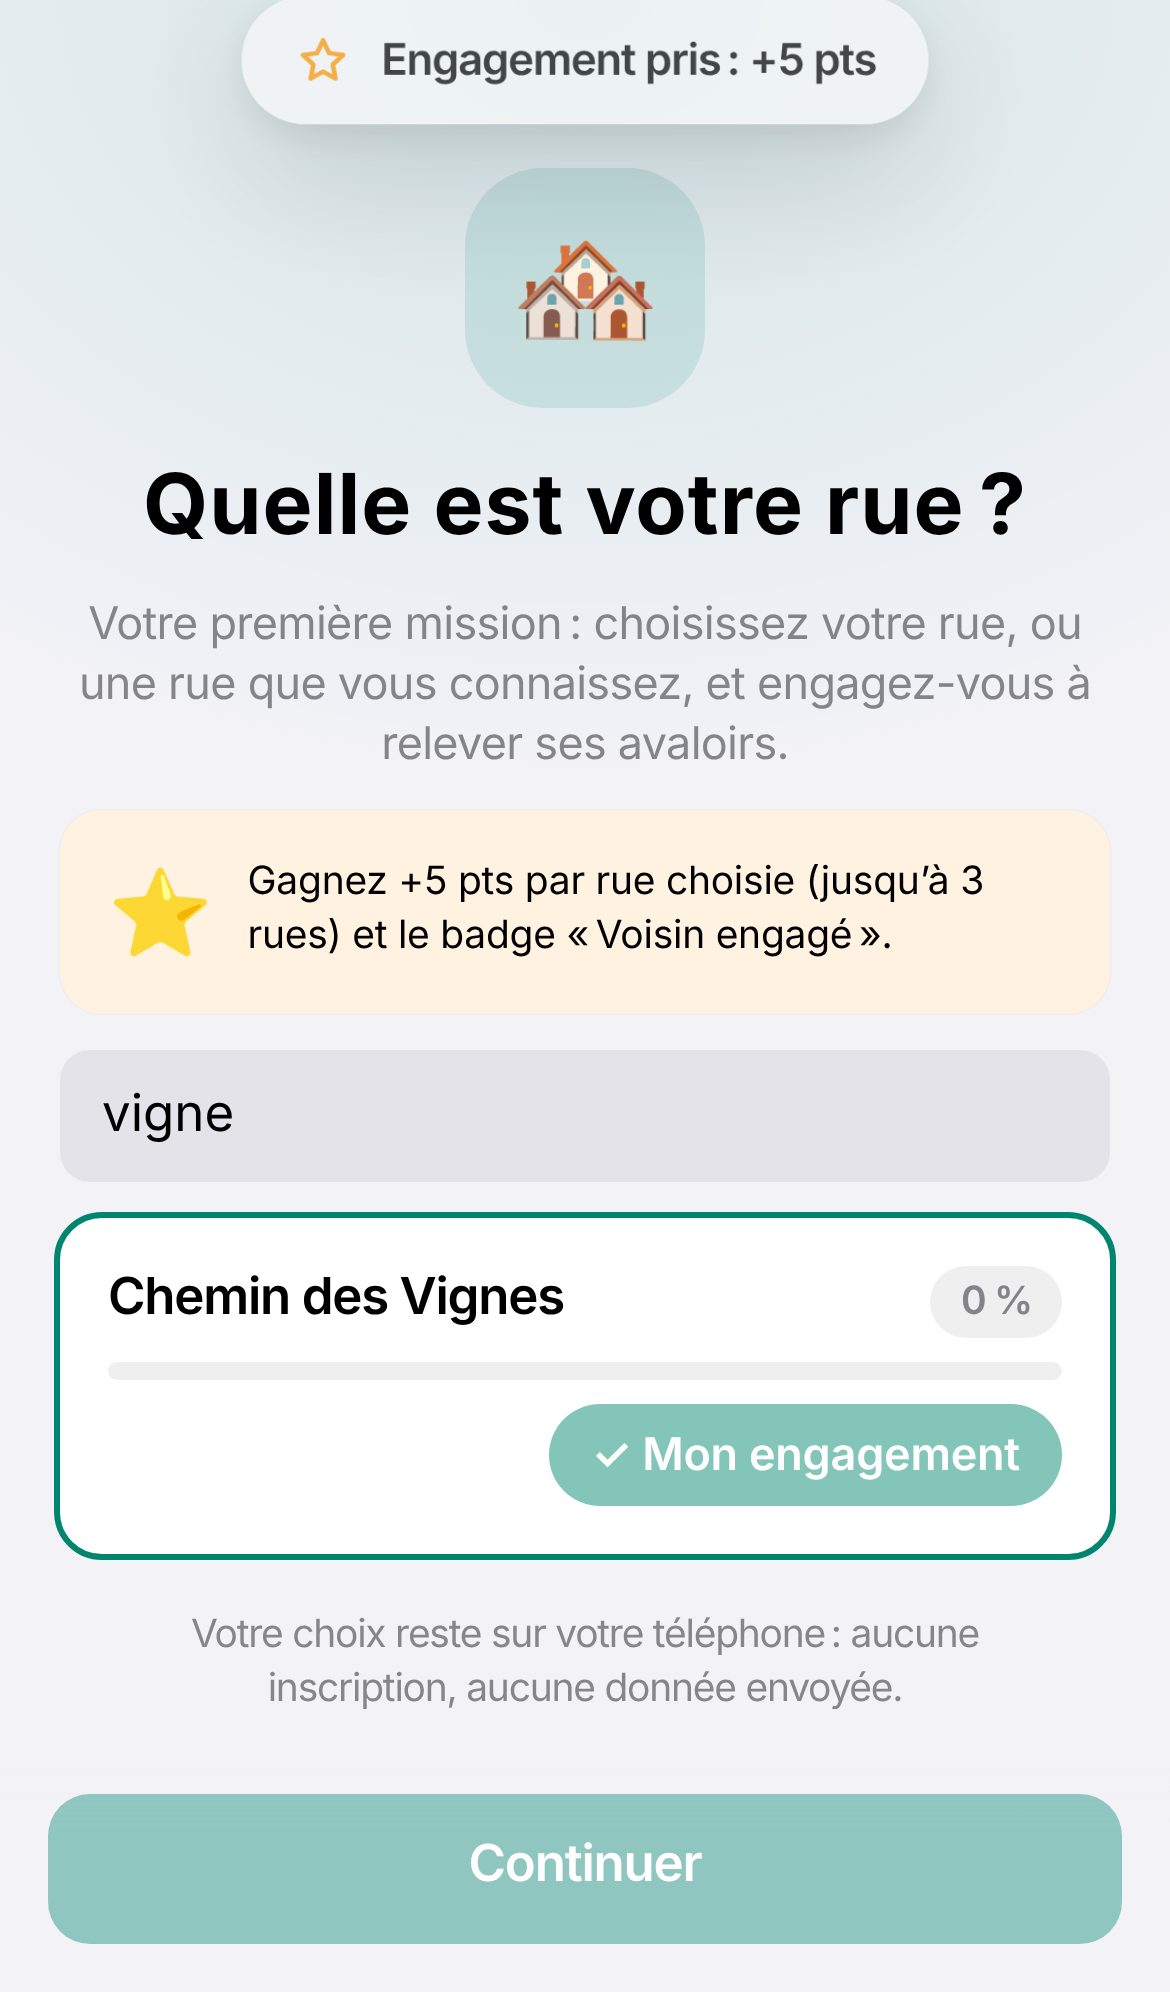 Engagement pris : +5 pts
Quelle est votre rue ?
Votre première mission : choisissez votre rue, ou
une rue que vous connaissez, et engagez-vous à
relever ses avaloirs.
Gagnez +5 pts par rue choisie (jusqu’à 3
rues) et le badge « Voisin engagé ».
vigne
Chemin des Vignes
0 %
✓ Mon engagement
Votre choix reste sur votre téléphone : aucune
inscription, aucune donnée envoyée.
Continuer